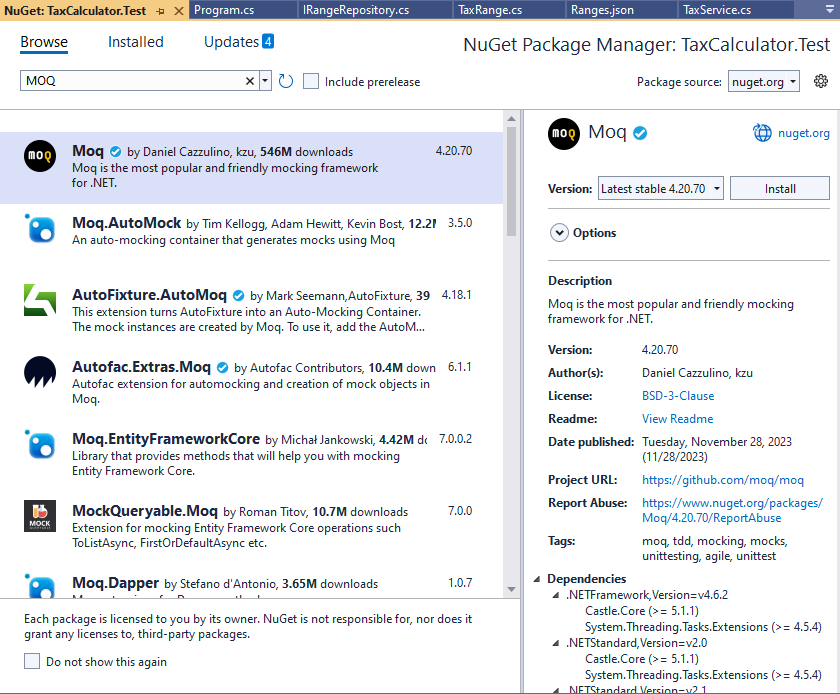 NuGet: TaxCalculator.Test
Program.cs
IRangeRepository.cs
TaxRange.cs
Ranges.json
TaxService.cs
Browse
Installed
Updates 4
NuGet Package Manager: TaxCalculator.Test
MOQ
Include prerelease
Package source: nuget.org
MOQ
Moq by Daniel Cazzulino, kzu, 546M downloads
4.20.70
Moq is the most popular and friendly mocking framework
for .NET.
Moq.AutoMock by Tim Kellogg, Adam Hewitt, Kevin Bost, 12.2M
3.5.0
An auto-mocking container that generates mocks using Moq
AutoFixture.AutoMoq by Mark Seemann,AutoFixture, 39
4.18.1
This extension turns AutoFixture into an Auto-Mocking Container.
The mock instances are created by Moq. To use it, add the AutoM...
Autofac.Extras.Moq by Autofac Contributors, 10.4M down
6.1.1
Autofac extension for automocking and creation of mock objects in
Moq.
Moq.EntityFrameworkCore by Michał Jankowski, 4.42M dc
7.0.0.2
Library that provides methods that will help you with mocking
Entity Framework Core.
MOCK
MockQueryable.Moq by Roman Titov, 10.7M downloads
7.0.0
Extension for mocking Entity Framework Core operations such
ToListAsync, FirstOrDefaultAsync etc.
Moq.Dapper by Stefano d'Antonio, 3.65M downloads
1.0.7
Each package is licensed to you by its owner. NuGet is not responsible for, nor does it
grant any licenses to, third-party packages.
Do not show this again
MOQ
Moq
nuget.org
Version: Latest stable 4.20.70
Install
Options
Description
Moq is the most popular and friendly mocking
framework for .NET.
Version: 4.20.70
Author(s): Daniel Cazzulino, kzu
License: BSD-3-Clause
Readme: View Readme
Date published: Tuesday, November 28, 2023
(11/28/2023)
Project URL: https://github.com/moq/moq
Report Abuse: https://www.nuget.org/packages/
Moq/4.20.70/ReportAbuse
Tags: moq, tdd, mocking, mocks,
unittesting, agile, unittest
Dependencies
.NETFramework,Version=v4.6.2
Castle.Core (>= 5.1.1)
System.Threading.Tasks.Extensions (>= 4.5.4)
.NETStandard,Version=v2.0
Castle.Core (>= 5.1.1)
System.Threading.Tasks.Extensions (>= 4.5.4)
.NETStandard,Version=v2.1